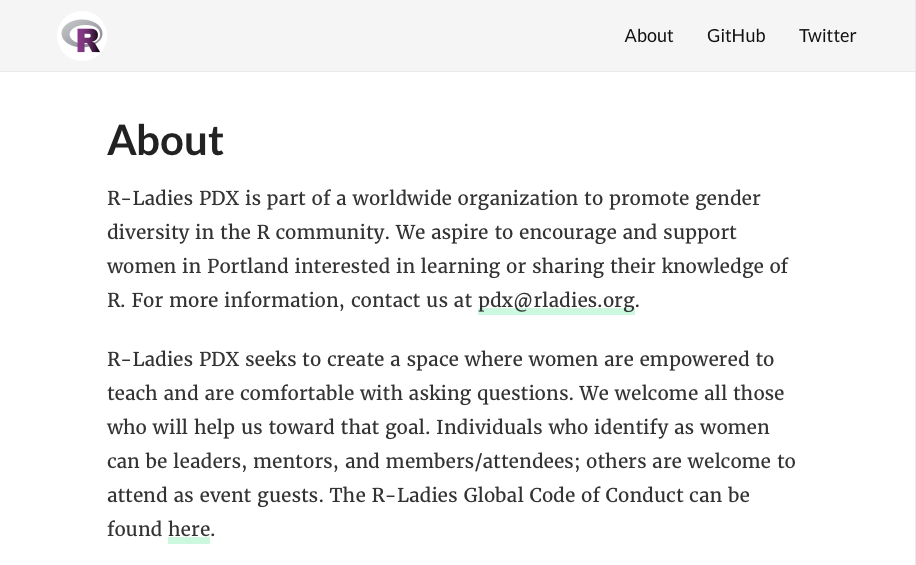 R
About
GitHub
Twitter
About
R-Ladies PDX is part of a worldwide organization to promote gender
diversity in the R community. We aspire to encourage and support
women in Portland interested in learning or sharing their knowledge of
R. For more information, contact us at pdx@rladies.org.
R-Ladies PDX seeks to create a space where women are empowered to
teach and are comfortable with asking questions. We welcome all those
who will help us toward that goal. Individuals who identify as women
can be leaders, mentors, and members/attendees; others are welcome to
attend as event guests. The R-Ladies Global Code of Conduct can be
found here.